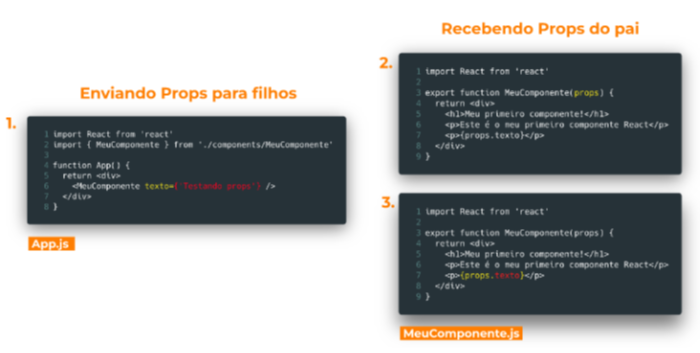 Enviando Props para filhos
1.
1 import React from 'react'
2 import { MeuComponente } from './components/MeuComponente'
3
4 function App() {
5 return <div>
6 <MeuComponente texto={'Testando props'} />
7 </div>
8 }
App.js
Recebendo Props do pai
2.
1 import React from 'react'
2
3 export function MeuComponente(props) {
4 return <div>
5 <h1>Meu primeiro componente!</h1>
6 <p>Este é o meu primeiro componente React</p>
7 <p>{props.texto}</p>
8 </div>
9 }
3.
1 import React from 'react'
2
3 export function MeuComponente(props) {
4 return <div>
5 <h1>Meu primeiro componente!</h1>
6 <p>Este é o meu primeiro componente React</p>
7 <p>{props.texto}</p>
8 </div>
9 }
MeuComponente.js